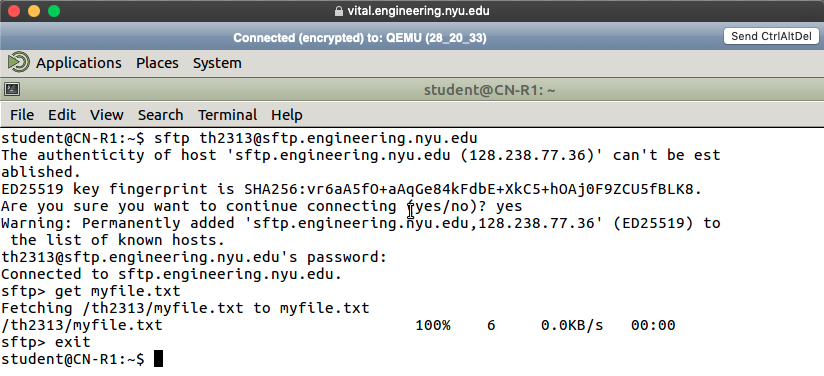 vital.engineering.nyu.edu
Connected (encrypted) to: QEMU (28_20_33)
Send CtrlAltDel
Applications Places System
student@CN-R1: ~
File Edit View Search Terminal Help
student@CN-R1:~$ sftp th2313@sftp.engineering.nyu.edu
The authenticity of host 'sftp.engineering.nyu.edu (128.238.77.36)' can't be est
ablished.
ED25519 key fingerprint is SHA256:vr6aA5fO+aAqGe84kFdbE+XkC5+hOAj0F9ZCU5fBLK8.
Are you sure you want to continue connecting (yes/no)? yes
Warning: Permanently added 'sftp.engineering.nyu.edu,128.238.77.36' (ED25519) to
 the list of known hosts.
th2313@sftp.engineering.nyu.edu's password:
Connected to sftp.engineering.nyu.edu.
sftp> get myfile.txt
Fetching /th2313/myfile.txt to myfile.txt
/th2313/myfile.txt 100% 6 0.0KB/s 00:00
sftp> exit
student@CN-R1:~$